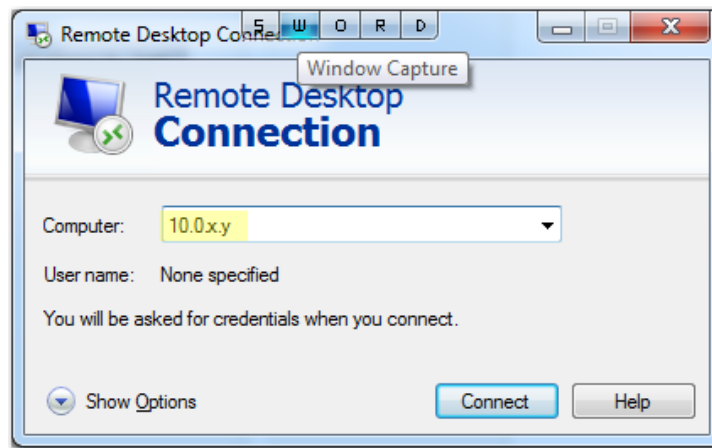 Remote Desktop Conne
S W O R D
Window Capture
Remote Desktop
Connection
Computer: 10.0.x.y
User name: None specified
You will be asked for credentials when you connect.
Show Options Connect Help